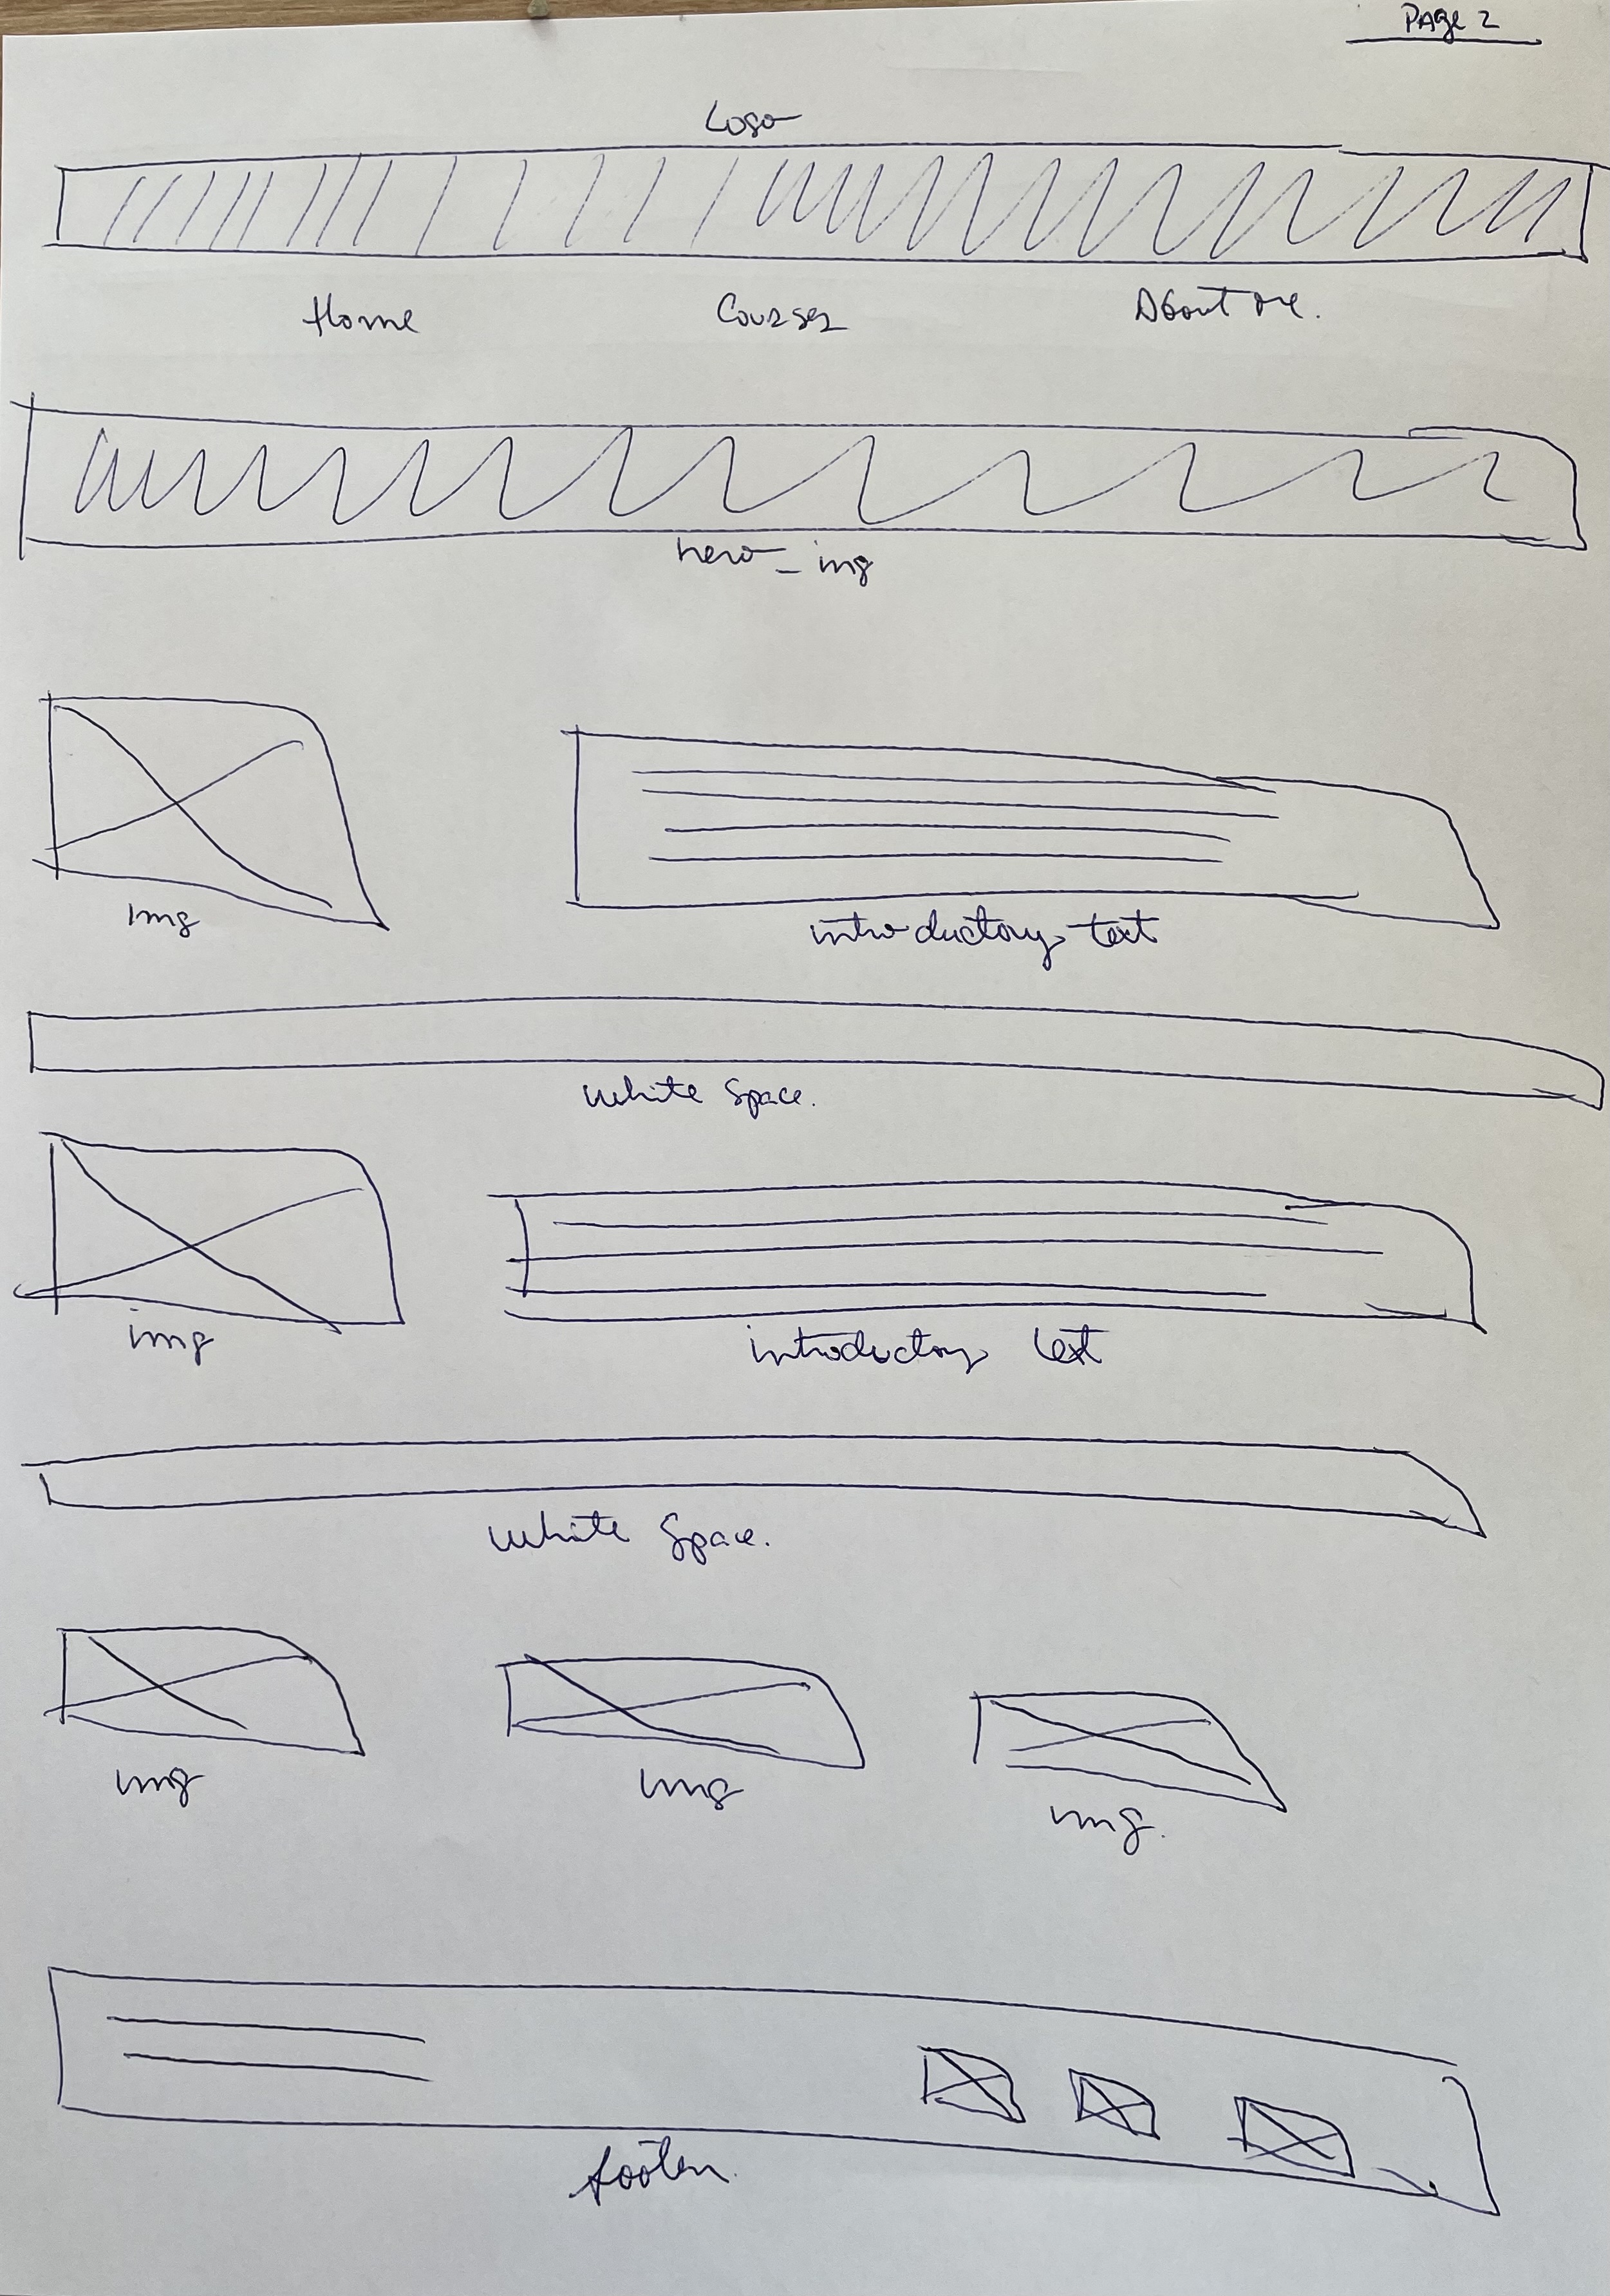 Page 2
Logo
Home Courses About Me.
hero_img
img introductory text
White Space.
img introductory text
White Space.
img img img.
footer.